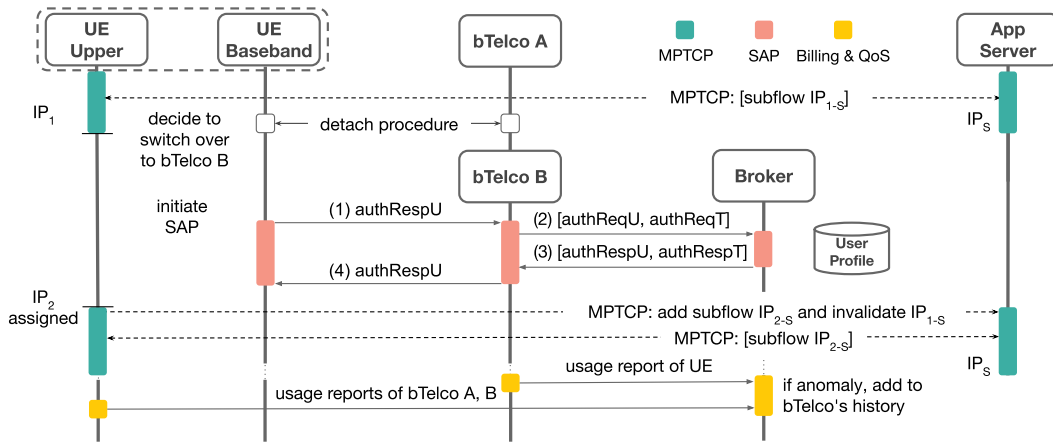 UE
Upper
UE
Baseband
bTelco A
MPTCP
SAP
Billing & QoS
App
Server
MPTCP: [subflow IP1-S]
IP1
IPS
decide to
switch over
to bTelco B
detach procedure
bTelco B
Broker
initiate
SAP
(1) authRespU
(2) [authReqU, authReqT]
(3) [authRespU, authRespT]
(4) authRespU
User
Profile
IP2
assigned
MPTCP: add subflow IP2-S and invalidate IP1-S
MPTCP: [subflow IP2-S]
IPS
usage report of UE
usage reports of bTelco A, B
if anomaly, add to
bTelco's history